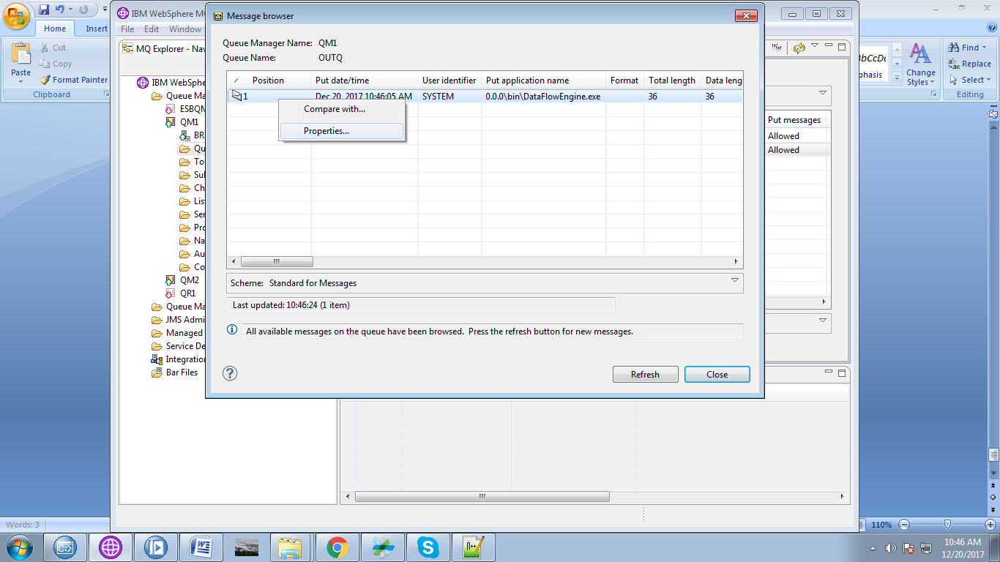 Home
Insert
Cut
Copy
Format Painter
Paste
Clipboard
IBM WebSphere
File Edit Window
MQ Explorer - Nav
IBM WebSphe
Queue Ma
ESBQM
QM1
BR
Qu
To
Sul
Ch
List
Ser
Pro
Na
Au
Co
QM2
QR1
Queue Ma
JMS Admi
Managed
Service De
Integration
Bar Files
Message browser
Queue Manager Name: QM1
Queue Name: OUTQ
Position Put date/time User identifier Put application name Format Total length Data leng
1 Dec 20, 2017 10:46:05 AM SYSTEM 0.0.0\bin\DataFlowEngine.exe 36 36
Compare with...
Properties...
Scheme: Standard for Messages
Last updated: 10:46:24 (1 item)
All available messages on the queue have been browsed. Press the refresh button for new messages.
Refresh Close
Put messages
Allowed
Allowed
BbCcDc
phasis
Change
Styles
Find
Replace
Select
Editing
Words: 3
110%
10:46 AM
12/20/2017